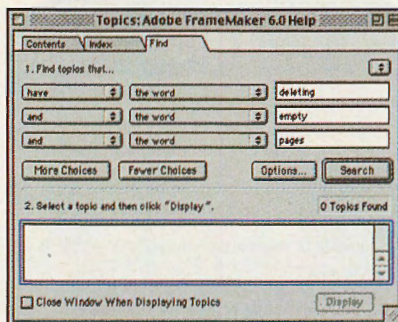 Topics: Adobe FrameMaker 6.0 Help
Contents Index Find
1. Find topics that...
have the word deleting
and the word empty
and the word pages
More Choices Fewer Choices Options... Search
2. Select a topic and then click "Display". 0 Topics Found
Close Window When Displaying Topics Display